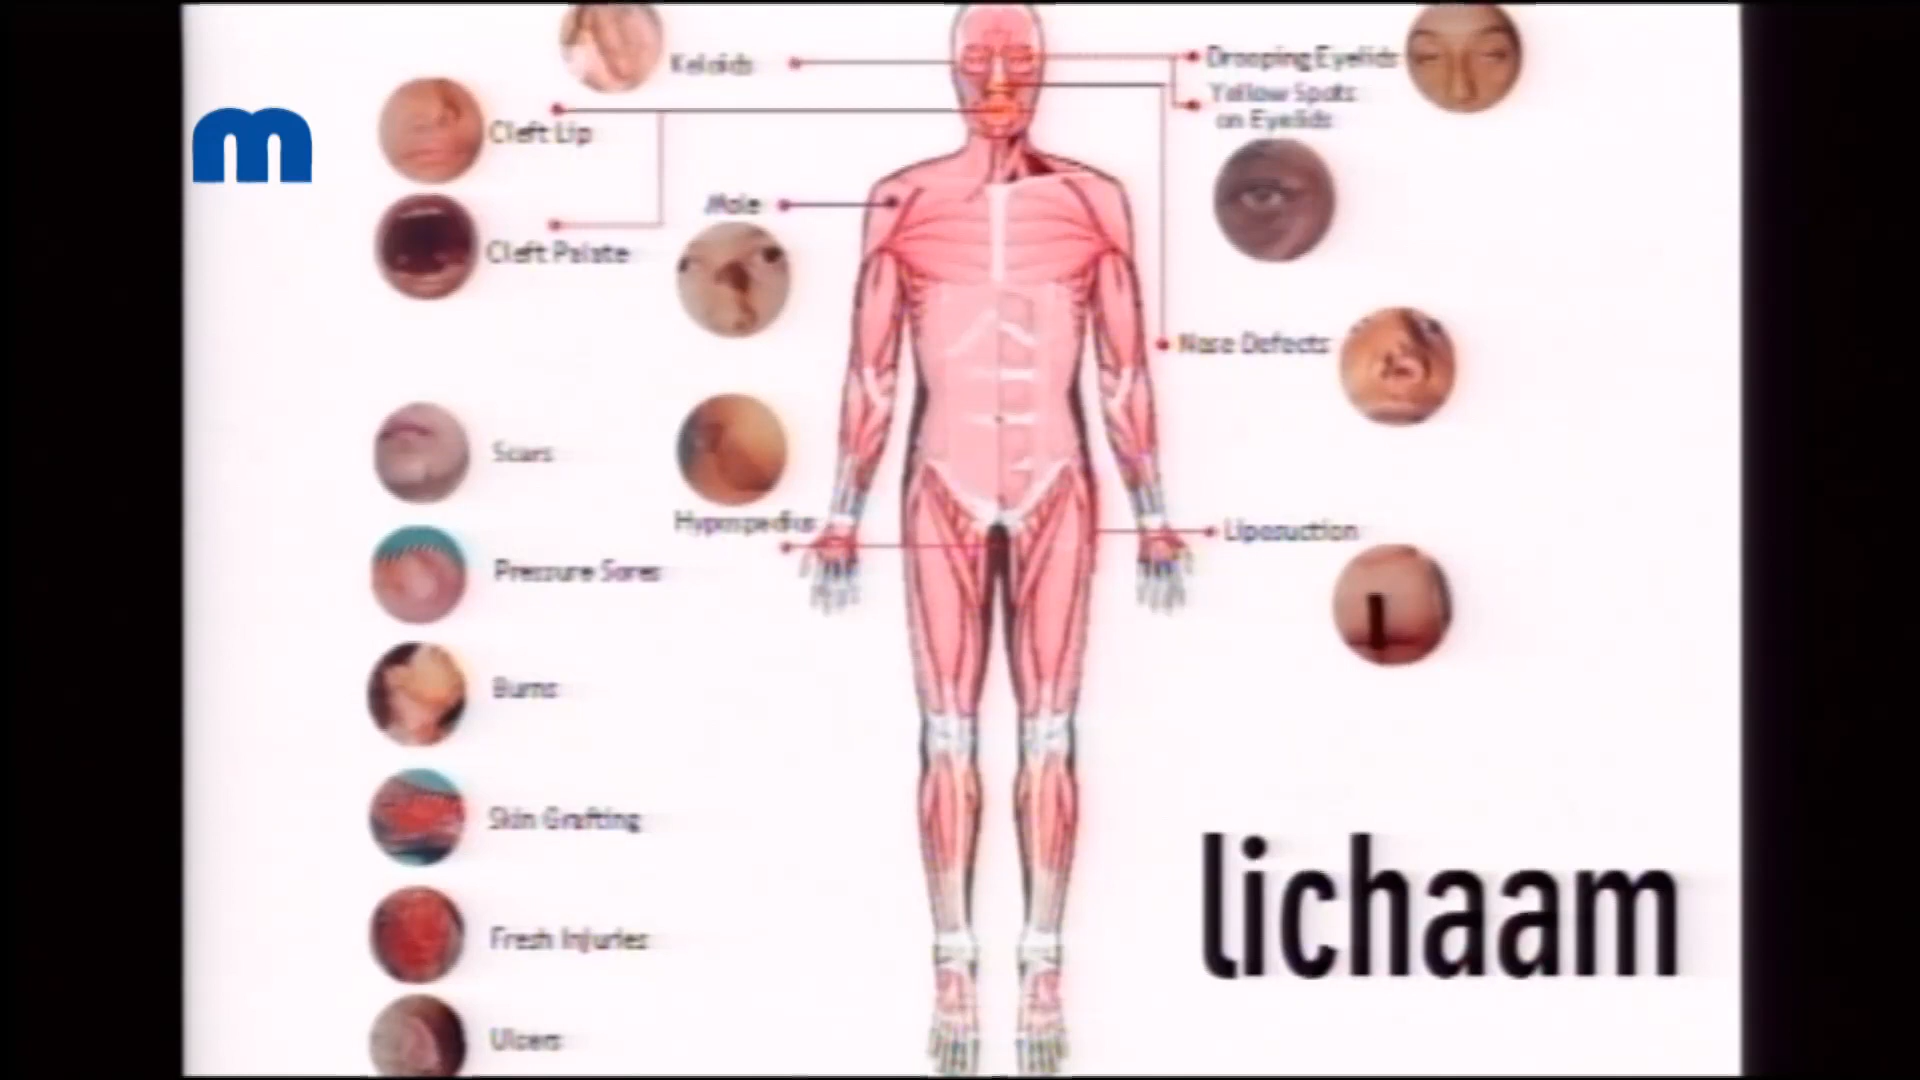 Keloids
Drooping Eyelids
Yellow Spots
on Eyelids
Cleft Lip
Mole
Cleft Palate
Nose Defects
Scars
Hypospedius
Liposuction
Pressure Sores
Burns
Skin Grafting
Fresh Injuries
Ulcers
lichaam
m